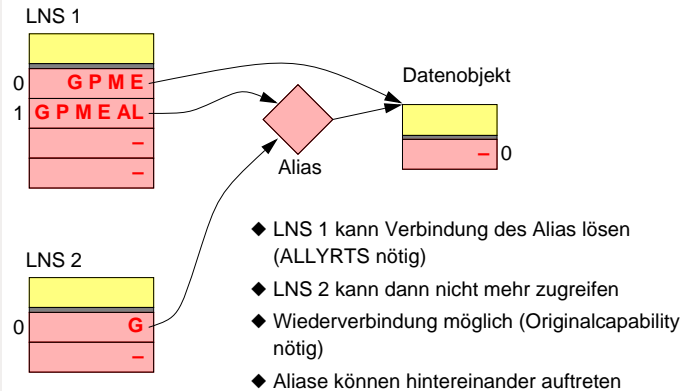 LNS 1
0 G P M E
1 G P M E AL
–
–
Alias
Datenobjekt
– 0
LNS 2
0 G
–
◆ LNS 1 kann Verbindung des Alias lösen
(ALLYRTS nötig)
◆ LNS 2 kann dann nicht mehr zugreifen
◆ Wiederverbindung möglich (Originalcapability
nötig)
◆ Aliase können hintereinander auftreten